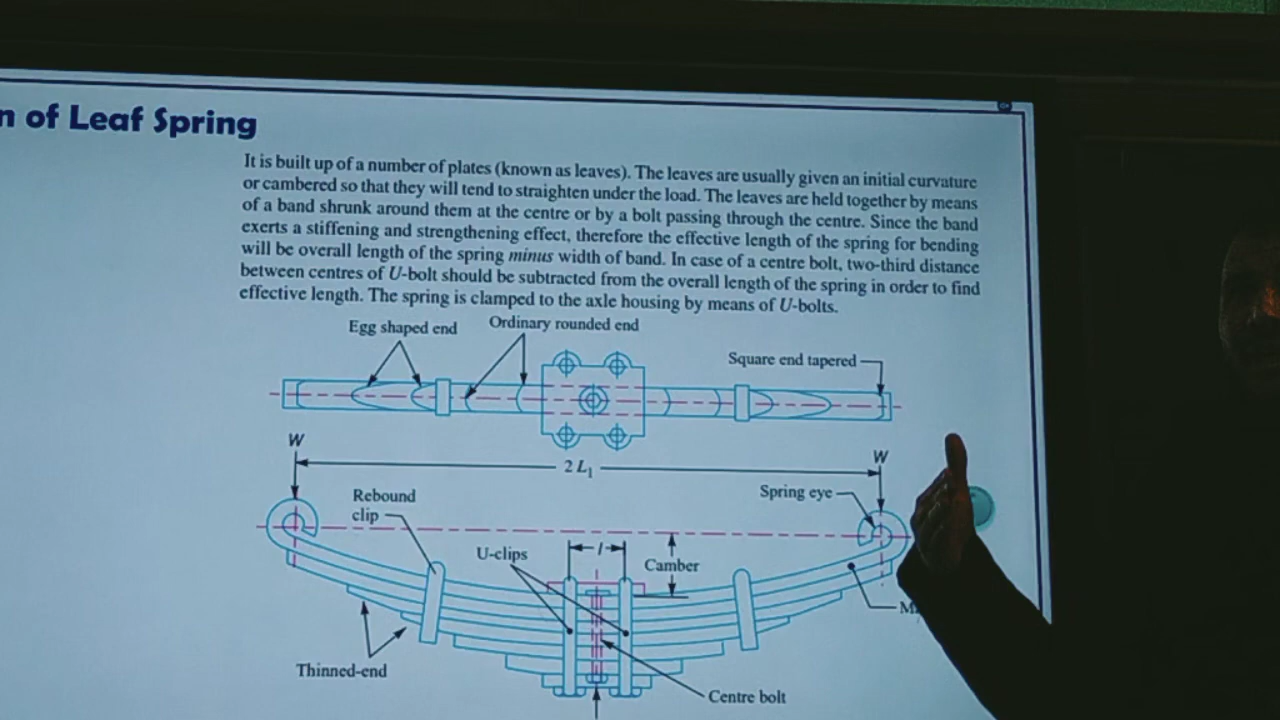 n of Leaf Spring
It is built up of a number of plates (known as leaves). The leaves are usually given an initial curvature
or cambered so that they will tend to straighten under the load. The leaves are held together by means
of a band shrunk around them at the centre or by a bolt passing through the centre. Since the band
exerts a stiffening and strengthening effect, therefore the effective length of the spring for bending
will be overall length of the spring minus width of band. In case of a centre bolt, two-third distance
between centres of U-bolt should be subtracted from the overall length of the spring in order to find
effective length. The spring is clamped to the axle housing by means of U-bolts.
Egg shaped end
Ordinary rounded end
Square end tapered
W
2 L₁
W
Rebound
clip
Spring eye
U-clips
l
Camber
Thinned-end
Centre bolt